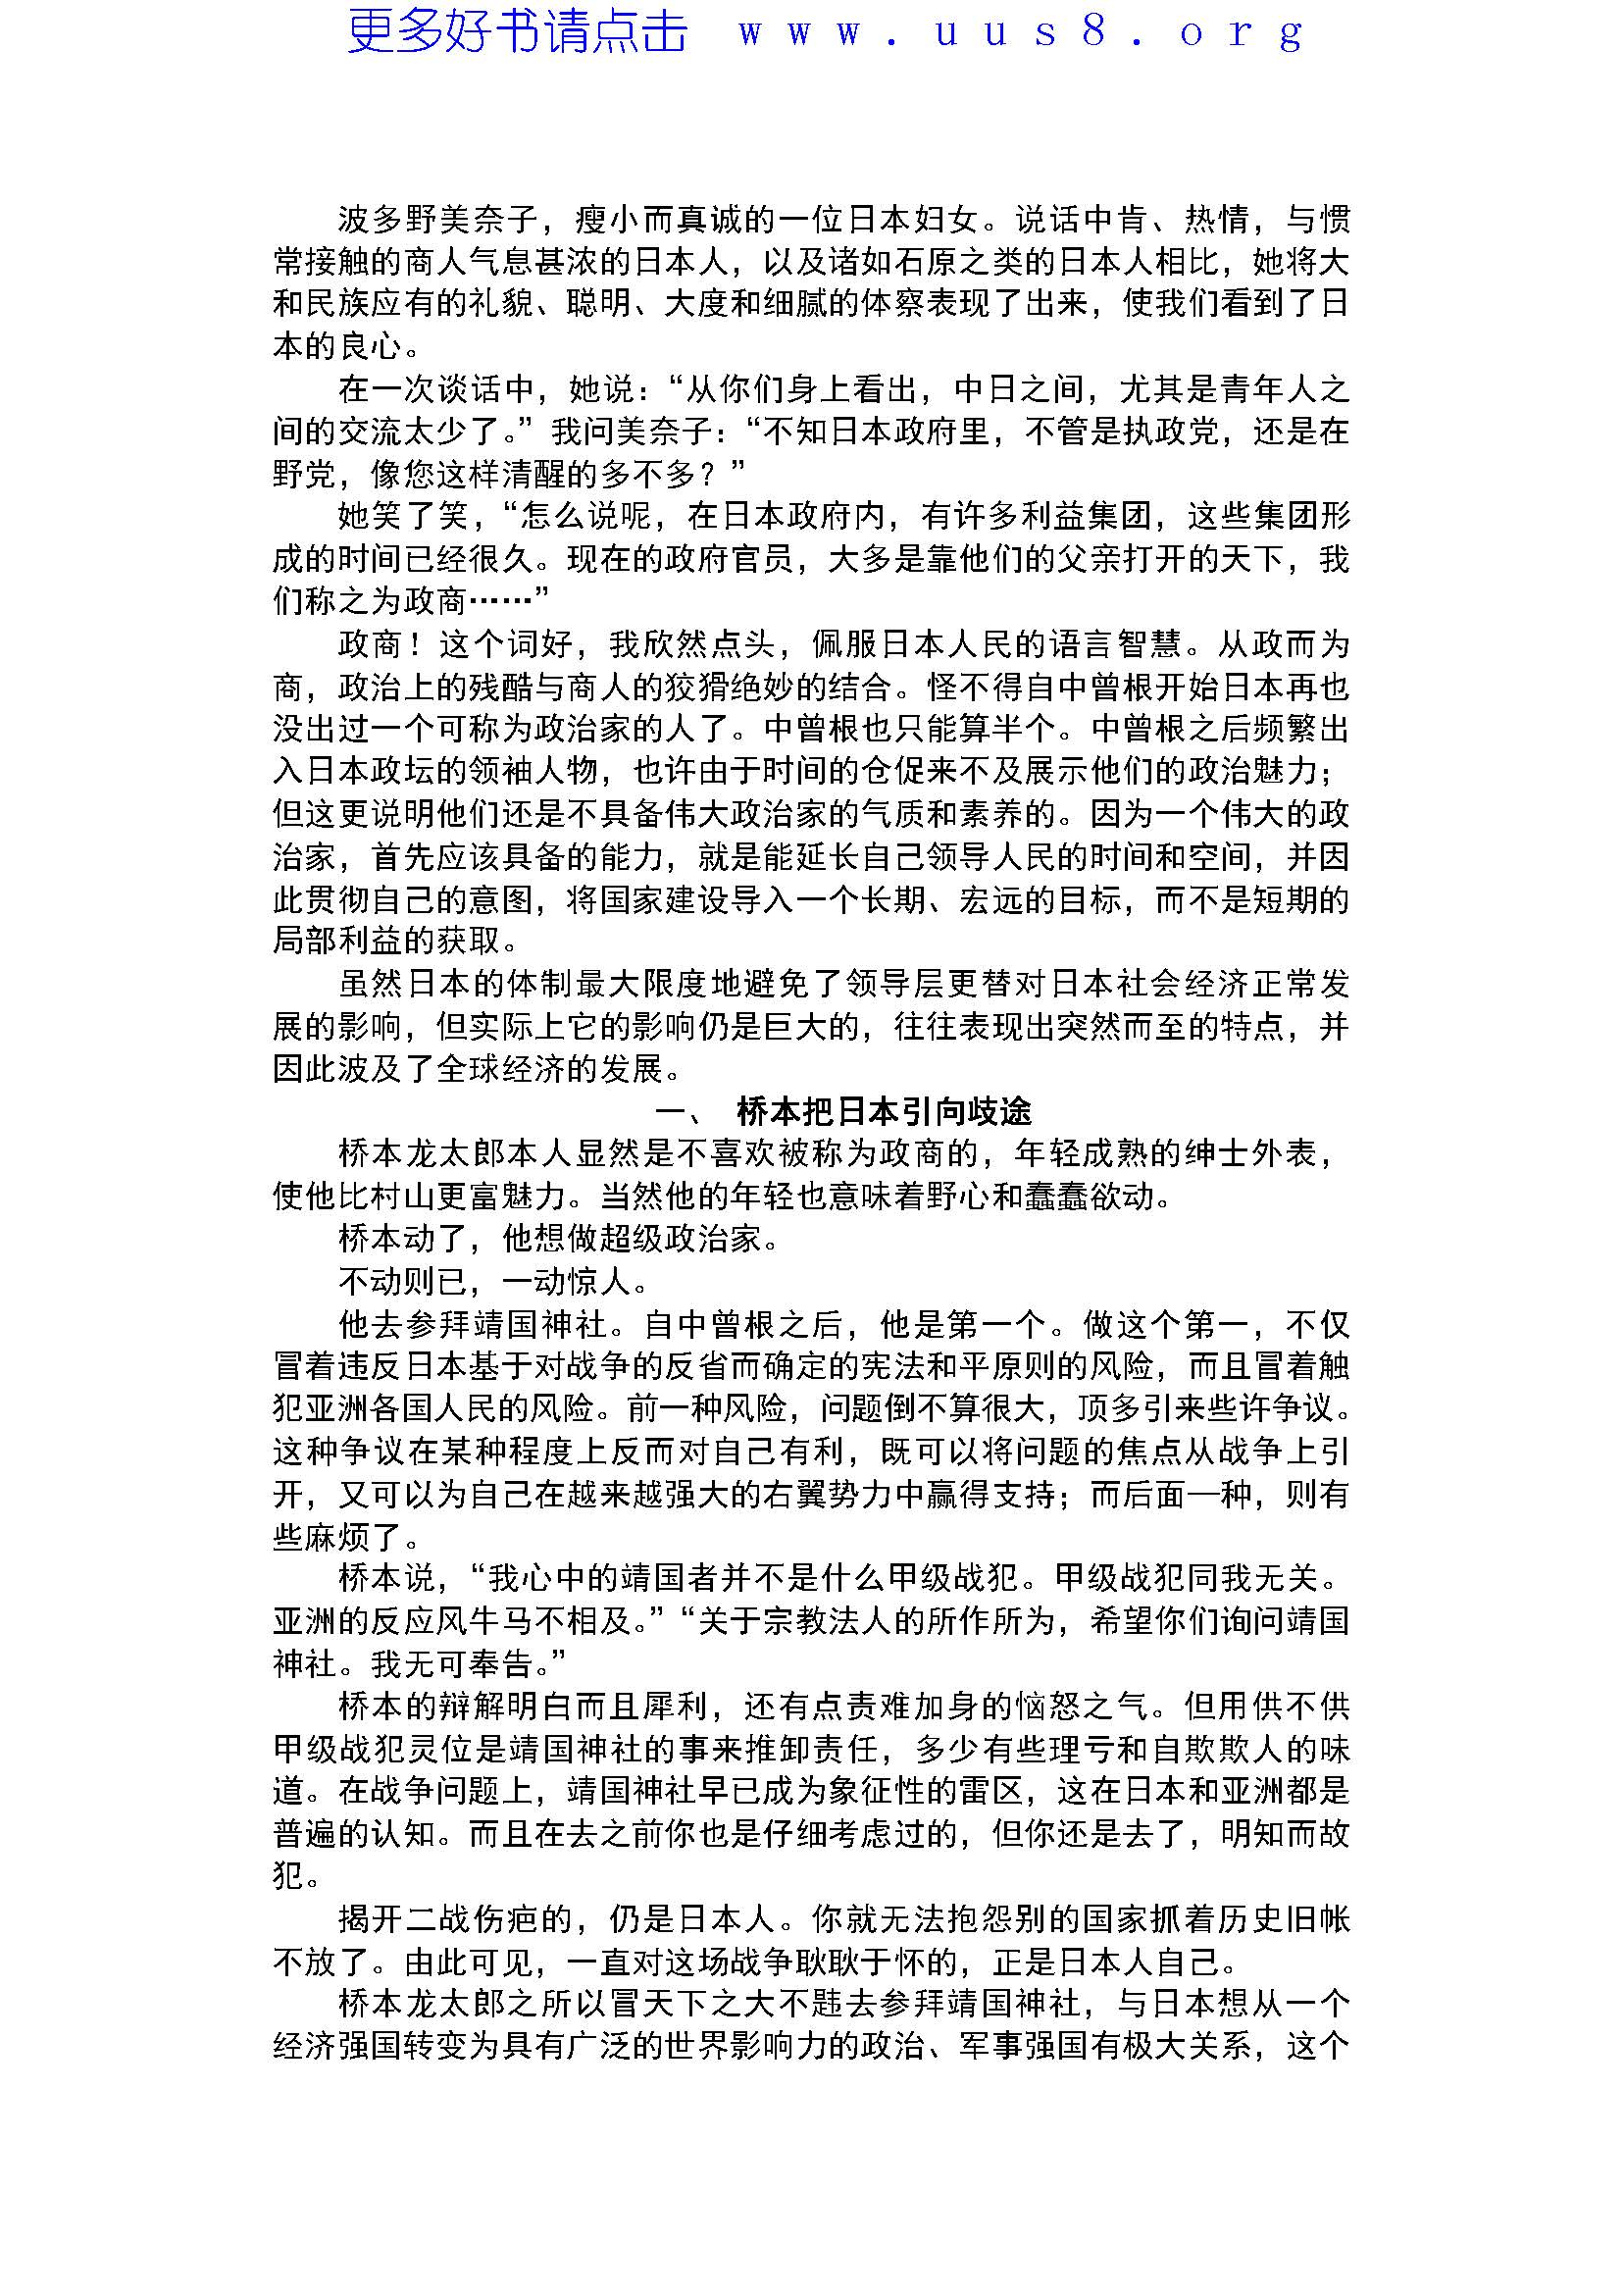 更多好书请点击 www.uus8.org
波多野美奈子，瘦小而真诚的一位日本妇女。说话中肯、热情，与惯
常接触的商人气息甚浓的日本人，以及诸如石原之类的日本人相比，她将大
和民族应有的礼貌、聪明、大度和细腻的体察表现了出来，使我们看到了日
本的良心。
在一次谈话中，她说：“从你们身上看出，中日之间，尤其是青年人之
间的交流太少了。” 我问美奈子：“不知日本政府里，不管是执政党，还是在
野党，像您这样清醒的多不多？”
她笑了笑，“怎么说呢，在日本政府内，有许多利益集团，这些集团形
成的时间已经很久。现在的政府官员，大多是靠他们的父亲打开的天下，我
们称之为政商……”
政商！这个词好，我欣然点头，佩服日本人民的语言智慧。从政而为
商，政治上的残酷与商人的狡猾绝妙的结合。怪不得自中曾根开始日本再也
没出过一个可称为政治家的人了。中曾根也只能算半个。中曾根之后频繁出
入日本政坛的领袖人物，也许由于时间的仓促来不及展示他们的政治魅力；
但这更说明他们还是不具备伟大政治家的气质和素养的。因为一个伟大的政
治家，首先应该具备的能力，就是能延长自己领导人民的时间和空间，并因
此贯彻自己的意图，将国家建设导入一个长期、宏远的目标，而不是短期的
局部利益的获取。
虽然日本的体制最大限度地避免了领导层更替对日本社会经济正常发
展的影响，但实际上它的影响仍是巨大的，往往表现出突然而至的特点，并
因此波及了全球经济的发展。
一、 桥本把日本引向歧途
桥本龙太郎本人显然是不喜欢被称为政商的，年轻成熟的绅士外表，
使他比村山更富魅力。当然他的年轻也意味着野心和蠢蠢欲动。
桥本动了，他想做超级政治家。
不动则已，一动惊人。
他去参拜靖国神社。自中曾根之后，他是第一个。做这个第一，不仅
冒着违反日本基于对战争的反省而确定的宪法和平原则的风险，而且冒着触
犯亚洲各国人民的风险。前一种风险，问题倒不算很大，顶多引来些许争议。
这种争议在某种程度上反而对自己有利，既可以将问题的焦点从战争上引
开，又可以为自己在越来越强大的右翼势力中赢得支持；而后面—种，则有
些麻烦了。
桥本说，“我心中的靖国者并不是什么甲级战犯。甲级战犯同我无关。
亚洲的反应风牛马不相及。” “关于宗教法人的所作所为，希望你们询问靖国
神社。我无可奉告。”
桥本的辩解明白而且犀利，还有点责难加身的恼怒之气。但用供不供
甲级战犯灵位是靖国神社的事来推卸责任，多少有些理亏和自欺欺人的味
道。在战争问题上，靖国神社早已成为象征性的雷区，这在日本和亚洲都是
普遍的认知。而且在去之前你也是仔细考虑过的，但你还是去了，明知而故
犯。
揭开二战伤疤的，仍是日本人。你就无法抱怨别的国家抓着历史旧帐
不放了。由此可见，一直对这场战争耿耿于怀的，正是日本人自己。
桥本龙太郎之所以冒天下之大不韪去参拜靖国神社，与日本想从一个
经济强国转变为具有广泛的世界影响力的政治、军事强国有极大关系，这个